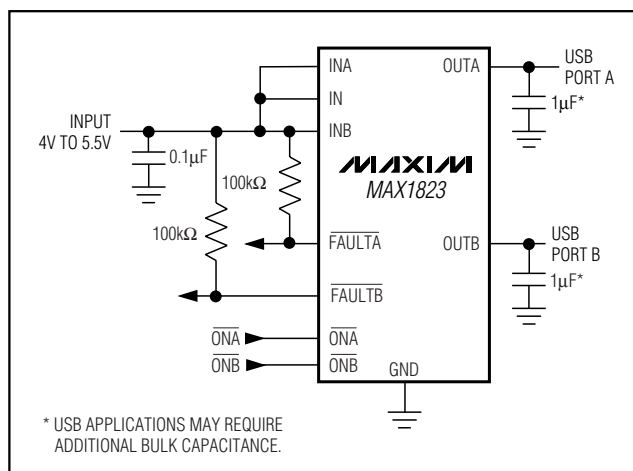 INA
OUTA
USB
PORT A
IN
1µF*
INPUT
4V TO 5.5V
INB
0.1µF
MAXIM
MAX1823
100kΩ
100kΩ
FAULTA
OUTB
USB
PORT B
FAULTB
1µF*
ONA
ONA
ONB
ONB
GND
* USB APPLICATIONS MAY REQUIRE
ADDITIONAL BULK CAPACITANCE.